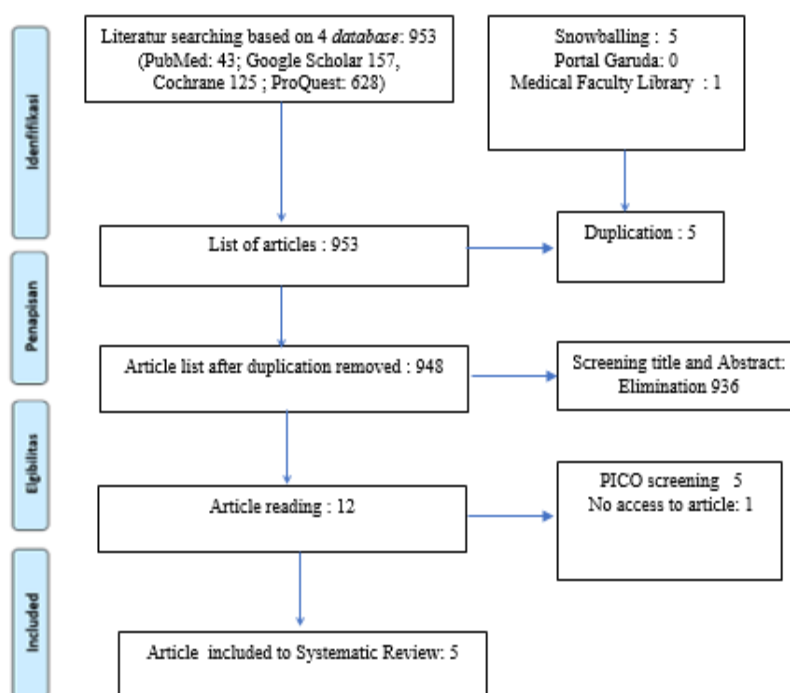 Idenfifikasi
Literatur searching based on 4 database: 953
(PubMed: 43; Google Scholar 157,
Cochrane 125 ; ProQuest: 628)
Snowballing : 5
Portal Garuda: 0
Medical Faculty Library : 1
List of articles : 953
Duplication : 5
Penapisan
Article list after duplication removed : 948
Screening title and Abstract:
Elimination 936
Elgibilitas
Article reading : 12
PICO screening 5
No access to article: 1
Included
Article included to Systematic Review: 5